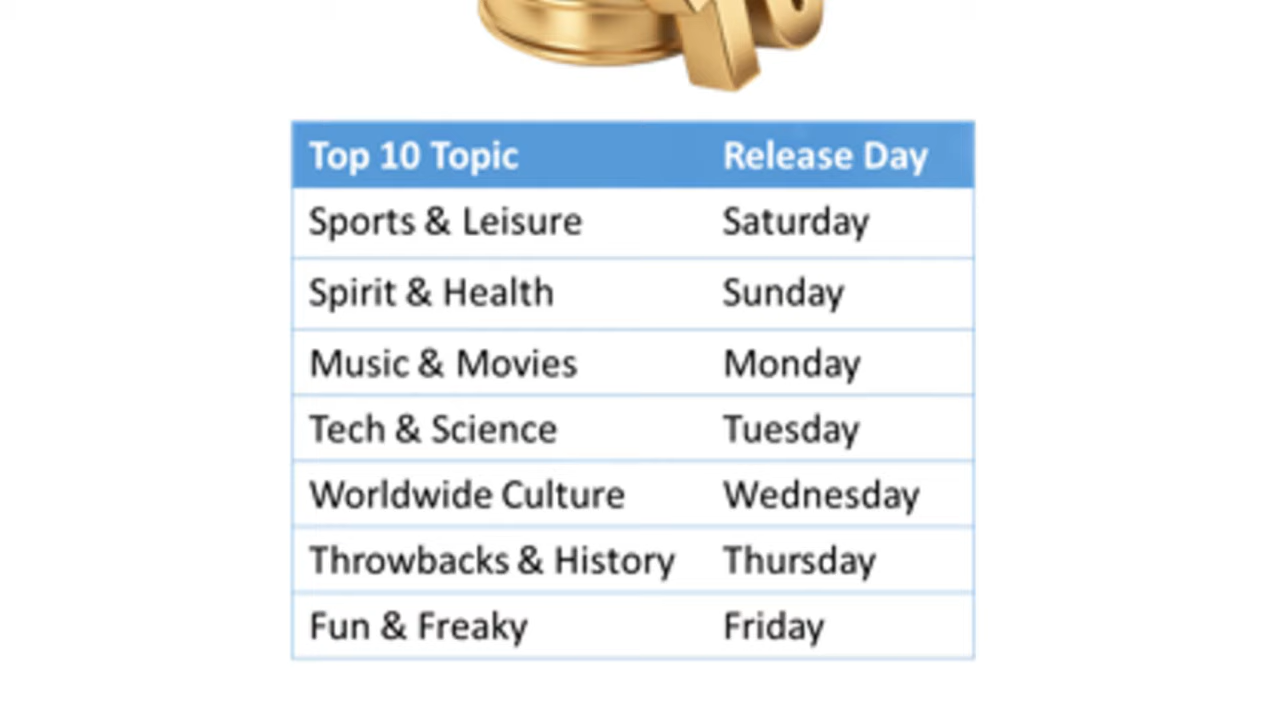 Top 10 Topic Release Day
Sports & Leisure Saturday
Spirit & Health Sunday
Music & Movies Monday
Tech & Science Tuesday
Worldwide Culture Wednesday
Throwbacks & History Thursday
Fun & Freaky Friday